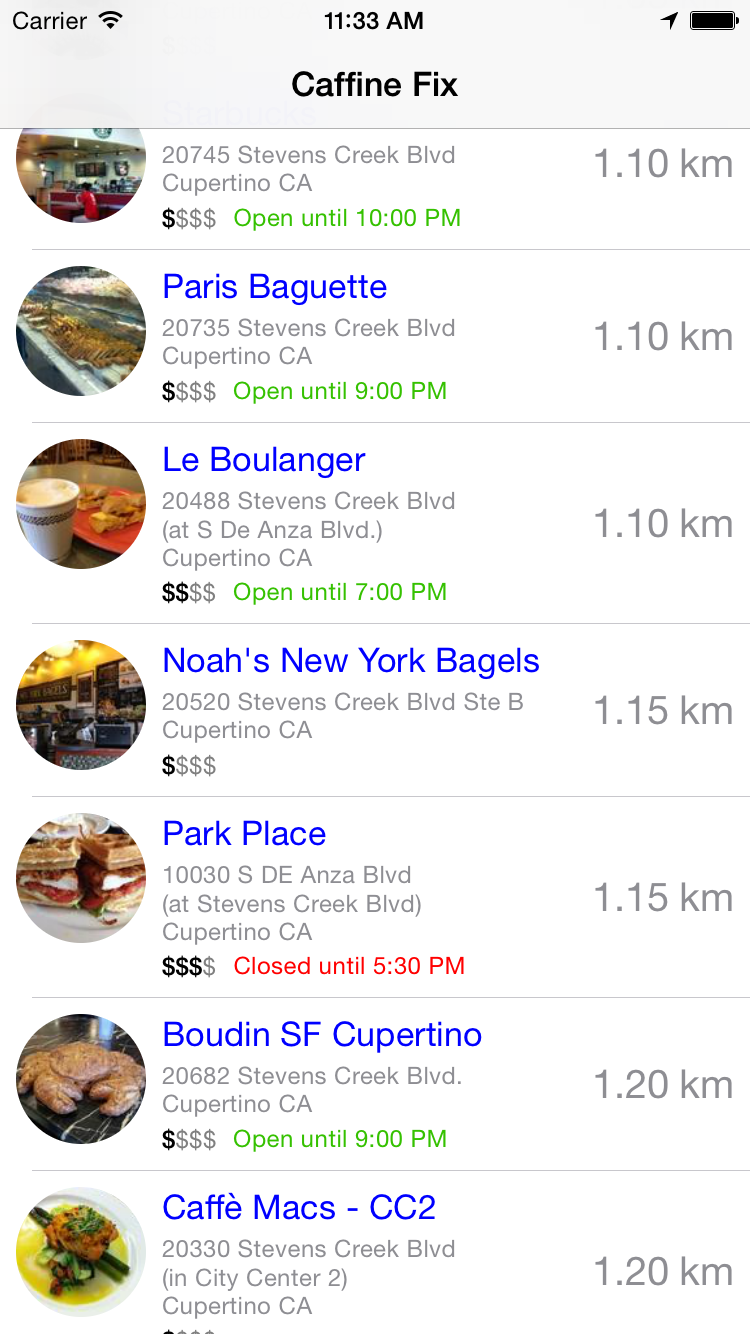 Carrier 11:33 AM
Caffine Fix
Starbucks
20745 Stevens Creek Blvd
Cupertino CA
1.10 km
$$$$ Open until 10:00 PM
Paris Baguette
20735 Stevens Creek Blvd
Cupertino CA
1.10 km
$$$$ Open until 9:00 PM
Le Boulanger
20488 Stevens Creek Blvd
(at S De Anza Blvd.)
Cupertino CA
1.10 km
$$$$ Open until 7:00 PM
Noah's New York Bagels
20520 Stevens Creek Blvd Ste B
Cupertino CA
1.15 km
$$$$
Park Place
10030 S DE Anza Blvd
(at Stevens Creek Blvd)
Cupertino CA
1.15 km
$$$$ Closed until 5:30 PM
Boudin SF Cupertino
20682 Stevens Creek Blvd.
Cupertino CA
1.20 km
$$$$ Open until 9:00 PM
Caffè Macs - CC2
20330 Stevens Creek Blvd
(in City Center 2)
Cupertino CA
1.20 km